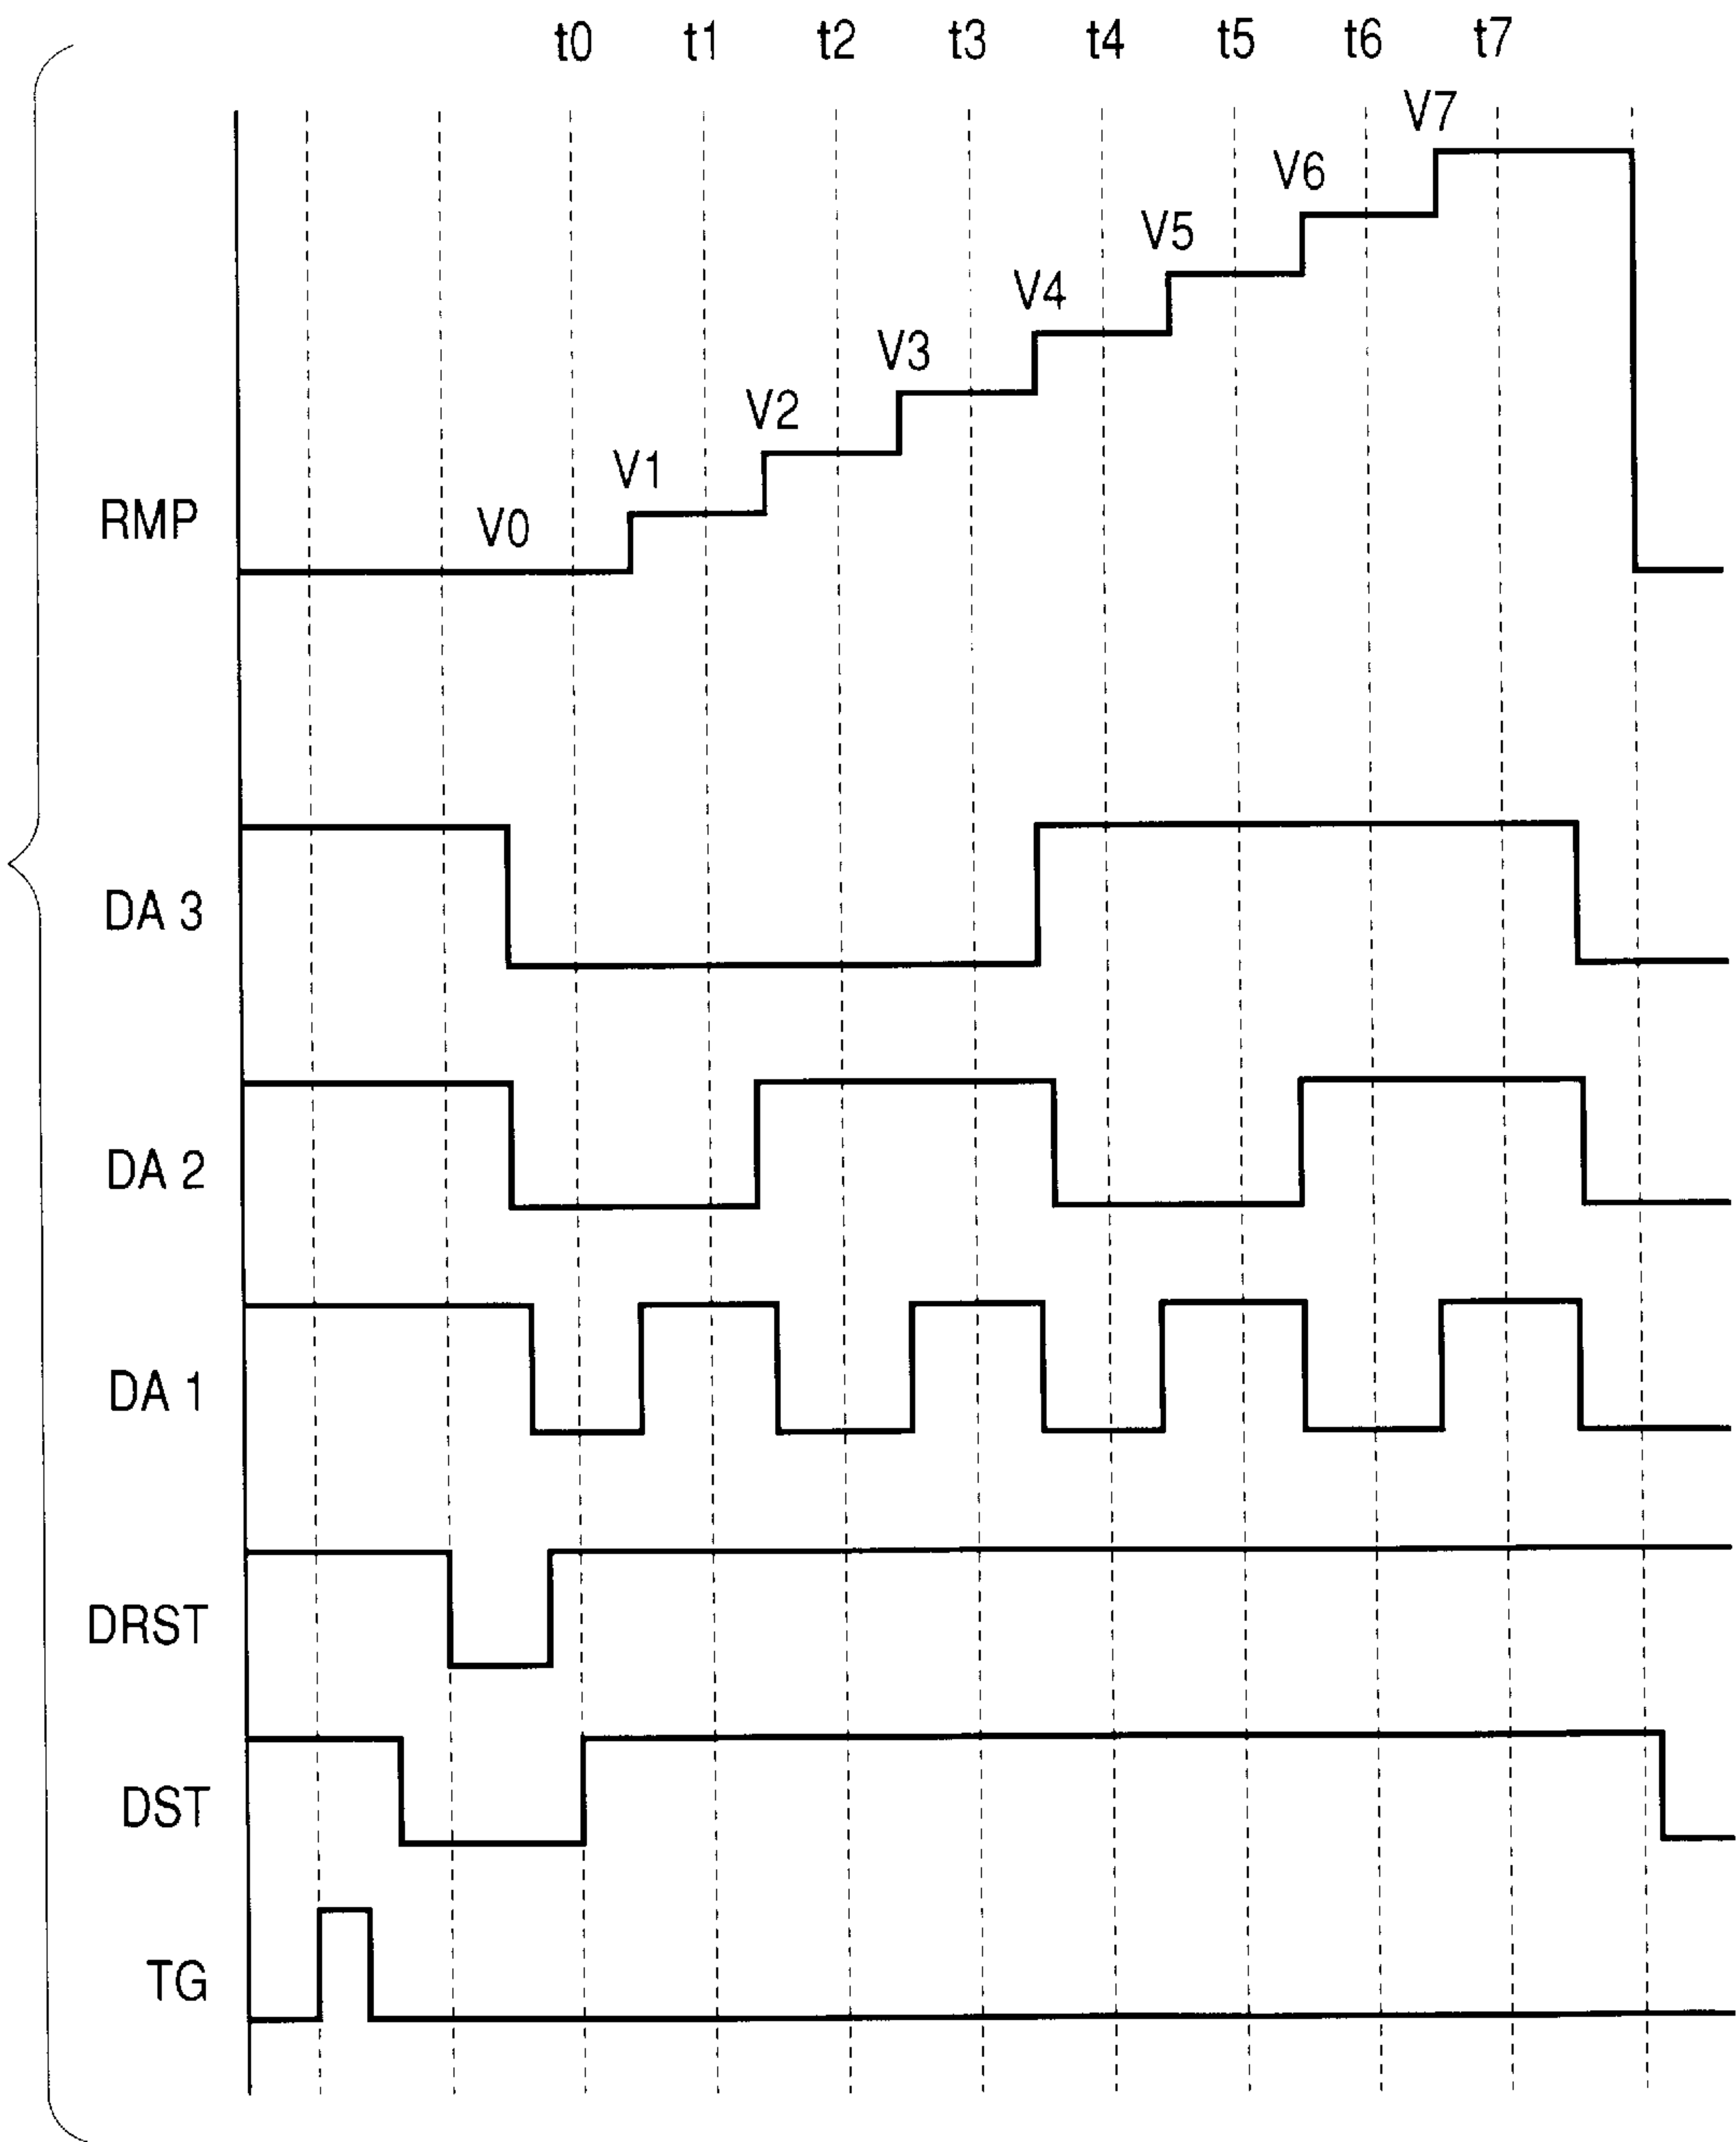 t0 t1 t2 t3 t4 t5 t6 t7
V7
V6
V5
V4
V3
V2
V1
V0
RMP
DA 3
DA 2
DA 1
DRST
DST
TG